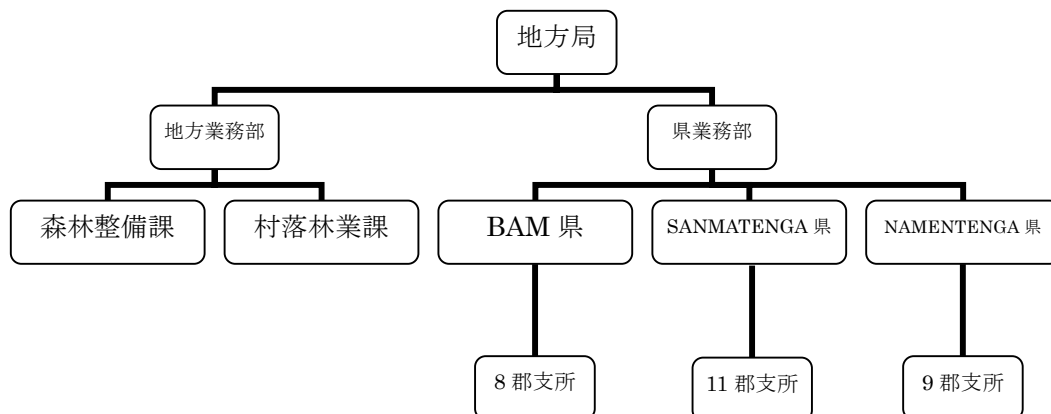 地方局
地方業務部
県業務部
森林整備課
村落林業課
BAM 県
SANMATENGA 県
NAMENTENGA 県
8 郡支所
11 郡支所
9 郡支所